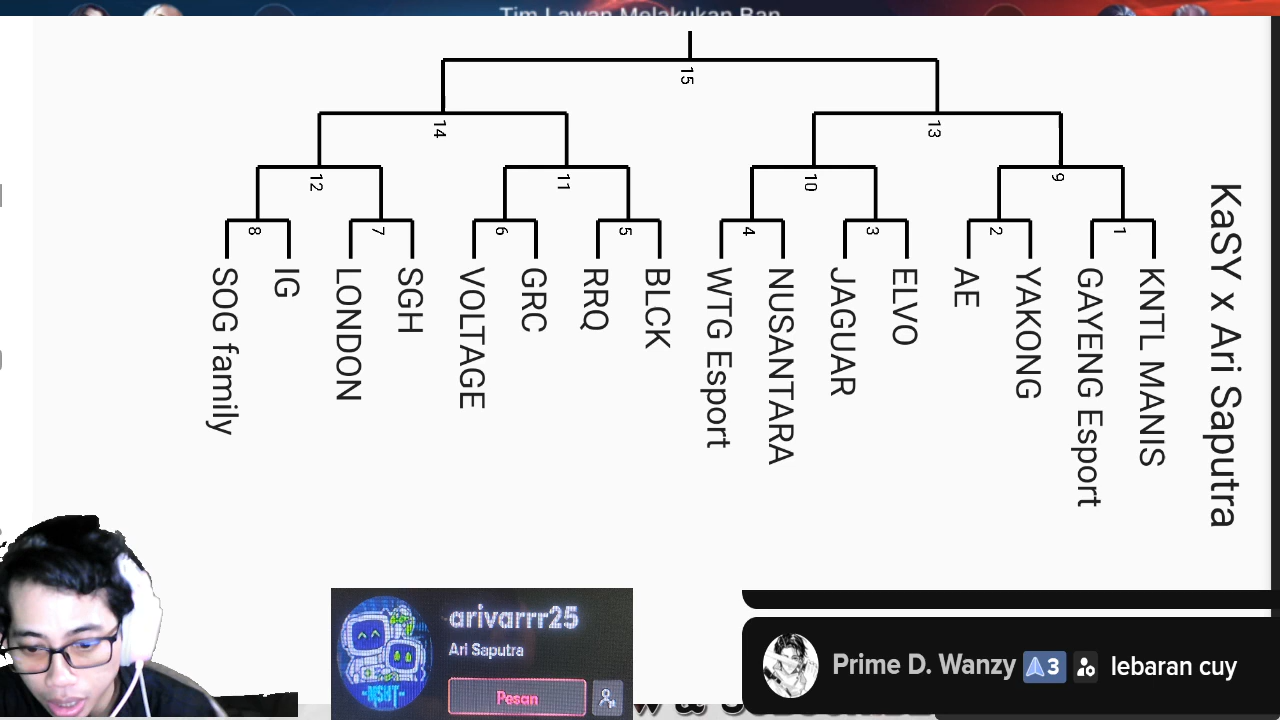 Tim Lawan Melakukan Ban
KaSY x Ari Saputra
KNTL MANIS
1
GAYENG Esport
9
YAKONG
2
AE
13
ELVO
3
JAGUAR
10
NUSANTARA
4
WTG Esport
15
BLCK
5
RRQ
11
GRC
6
VOLTAGE
14
SGH
7
LONDON
12
IG
8
SOG family
arivarrr25
Ari Saputra
Pesan
Prime D. Wanzy 3 lebaran cuy